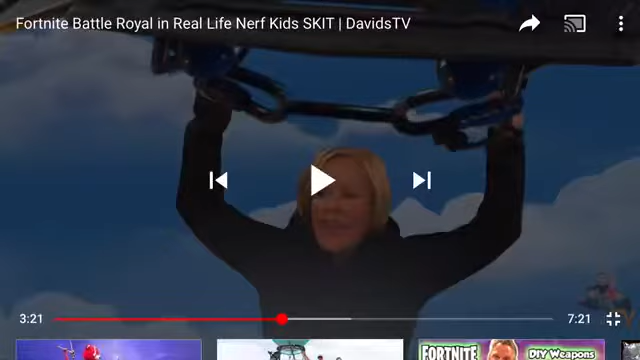 Fortnite Battle Royal in Real Life Nerf Kids SKIT | DavidsTV
3:21
7:21
FORTNITE
DIY Weapons